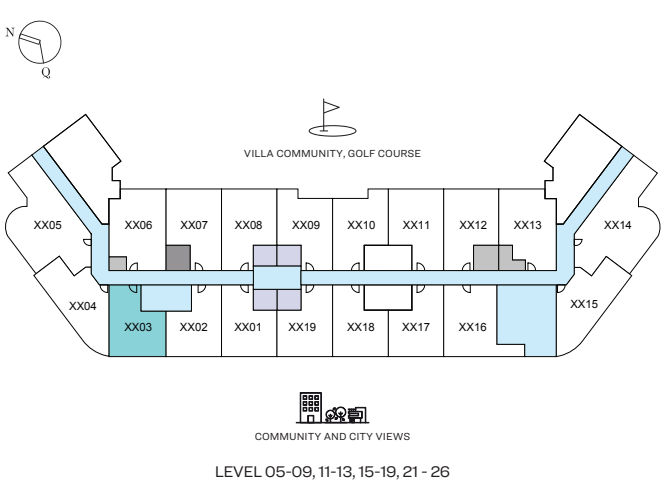 N
Q
VILLA COMMUNITY, GOLF COURSE
XX05
XX06
XX07
XX08
XX09
XX10
XX11
XX12
XX13
XX14
XX04
XX03
XX02
XX01
XX19
XX18
XX17
XX16
XX15
COMMUNITY AND CITY VIEWS
LEVEL 05-09, 11-13, 15-19, 21 - 26